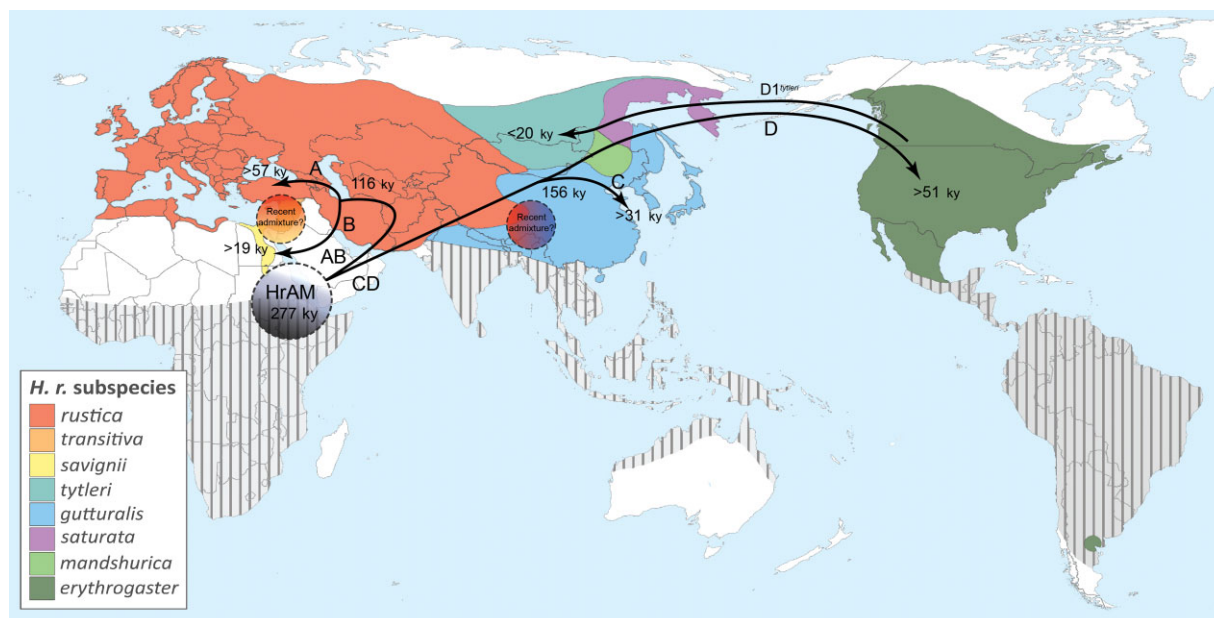 D1tytleri
D
<20 ky
>57 ky
A
116 ky
C
156 ky
>51 ky
Recent
admixture?
B
Recent
admixture?
>31 ky
>19 ky
AB
CD
HrAM
277 ky
H. r. subspecies
rustica
transitiva
savignii
tytleri
gutturalis
saturata
mandshurica
erythrogaster